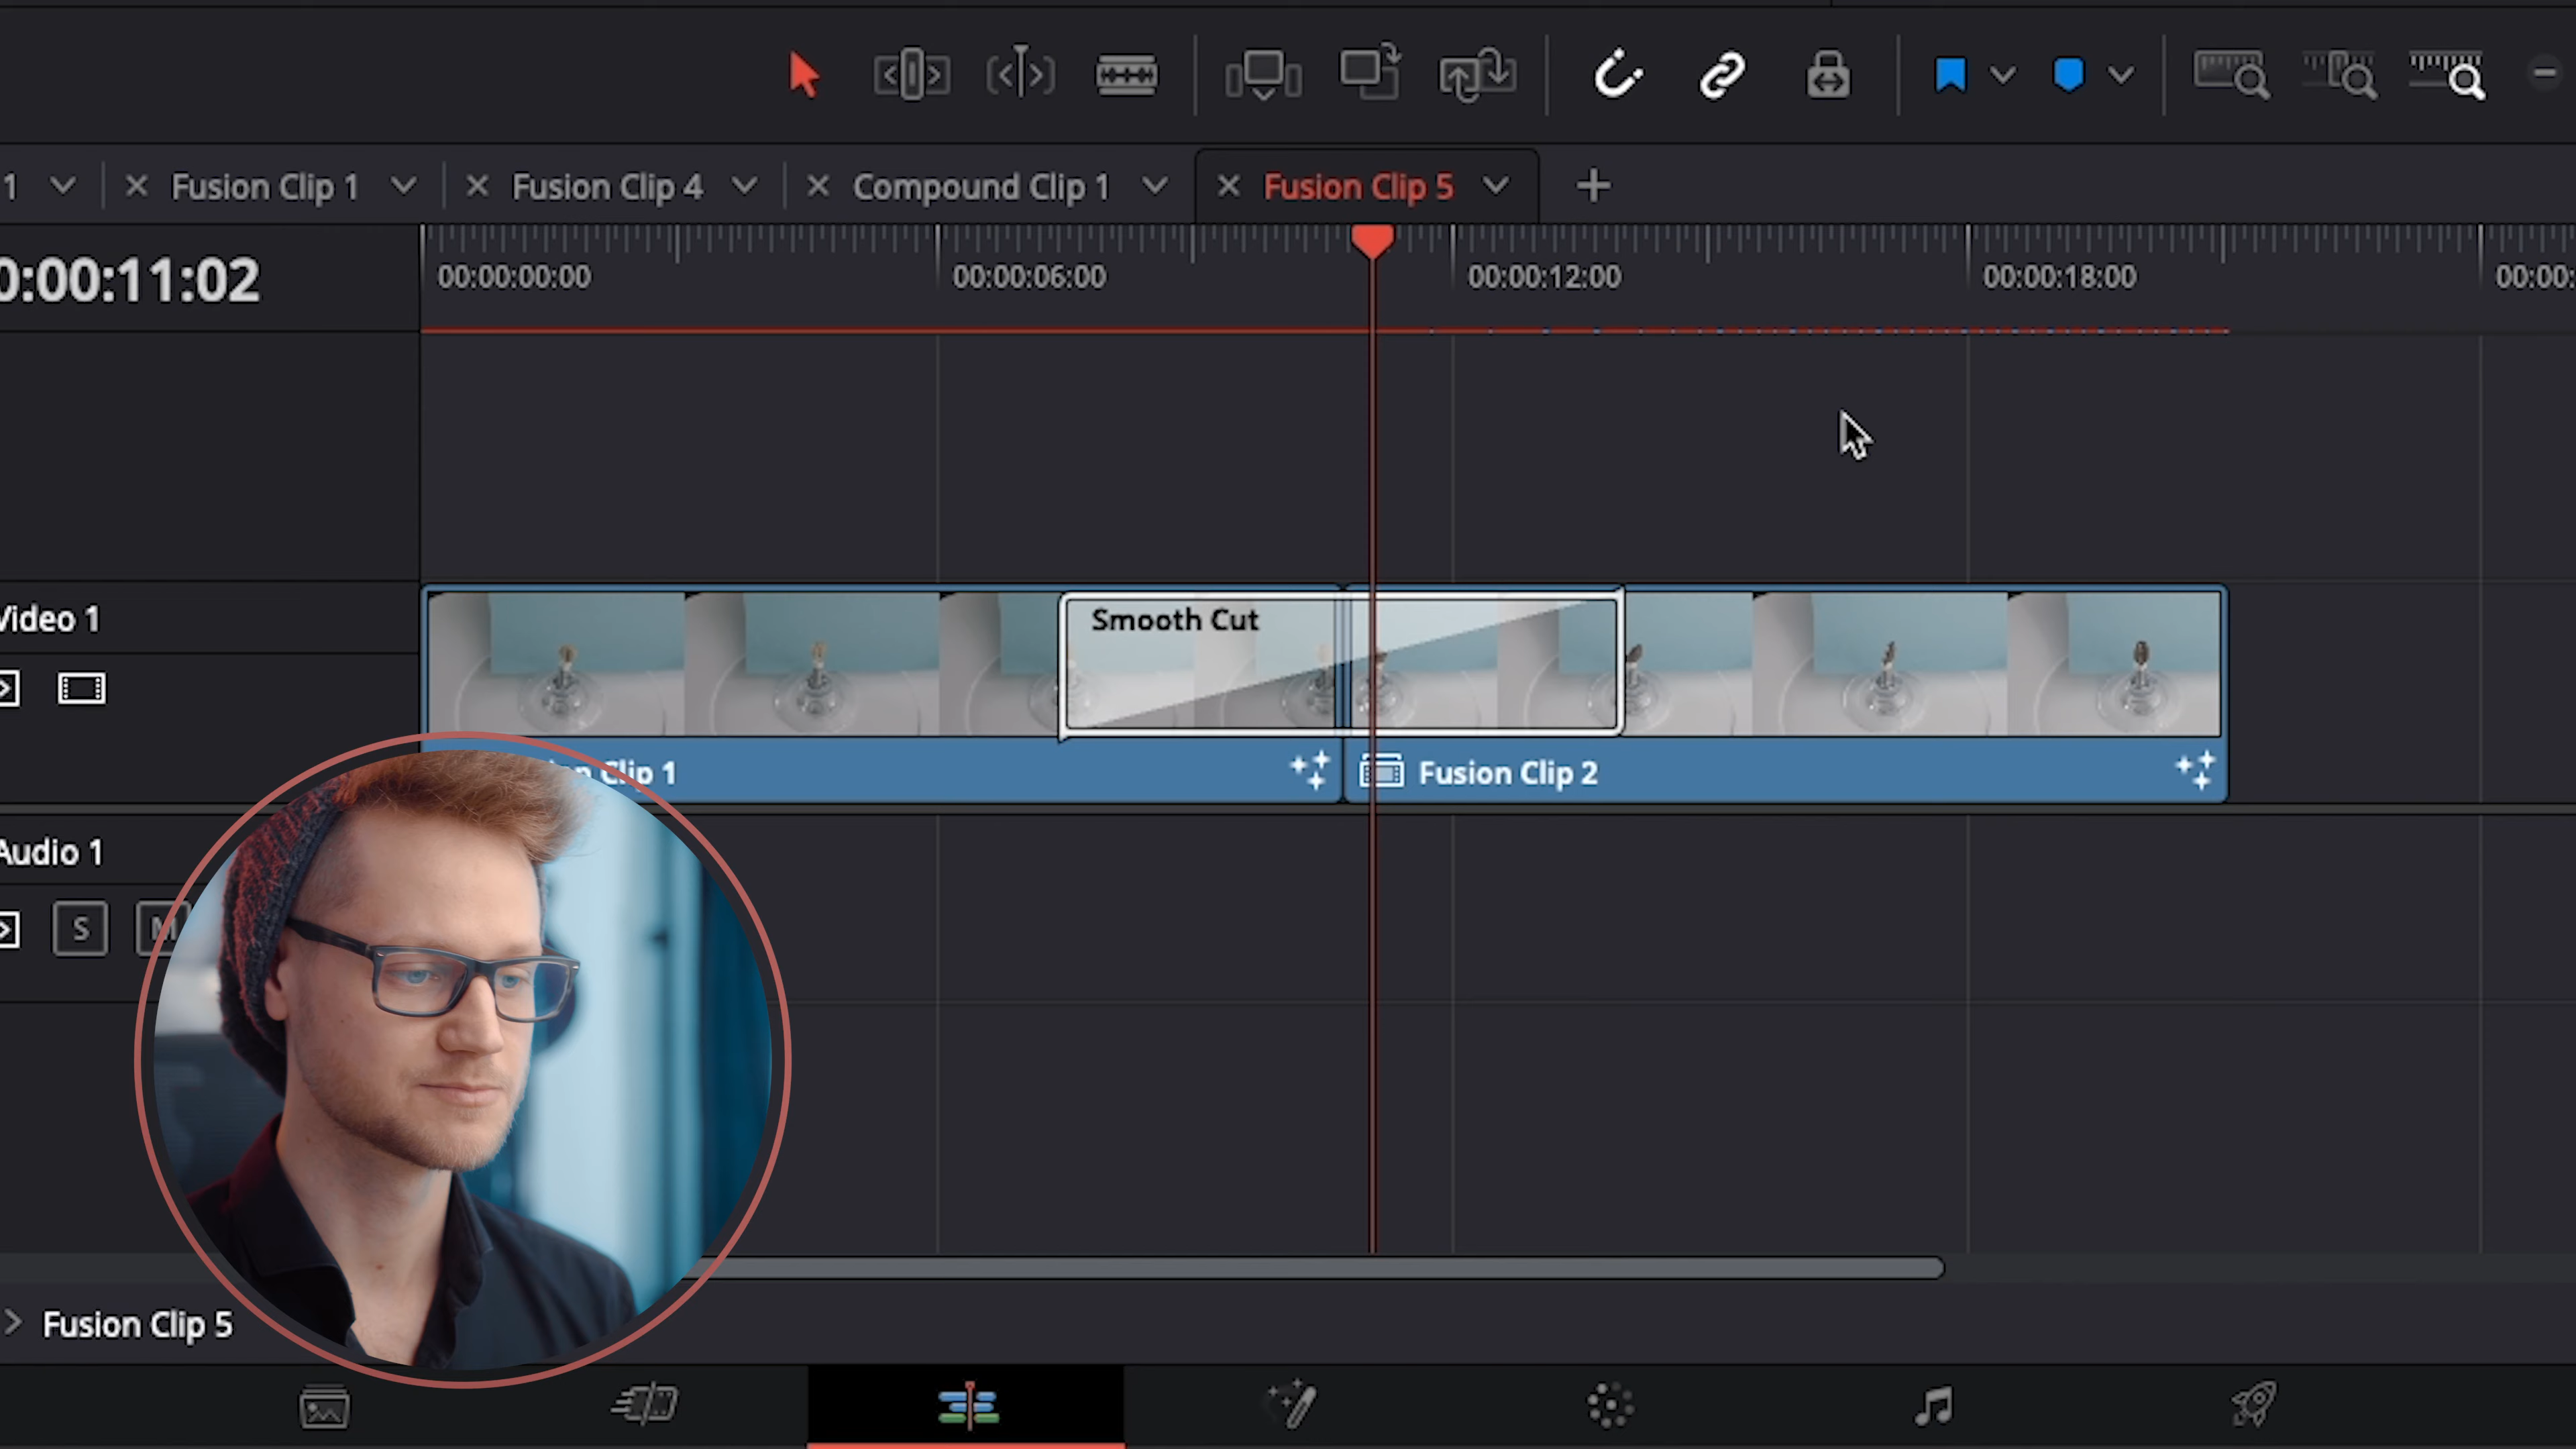 1 Fusion Clip 1 Fusion Clip 4 Compound Clip 1 Fusion Clip 5
0:00:11:02
00:00:00:00 00:00:06:00 00:00:12:00 00:00:18:00 00:00:
Video 1
Smooth Cut
Clip 1
Fusion Clip 2
Audio 1
S M
Fusion Clip 5